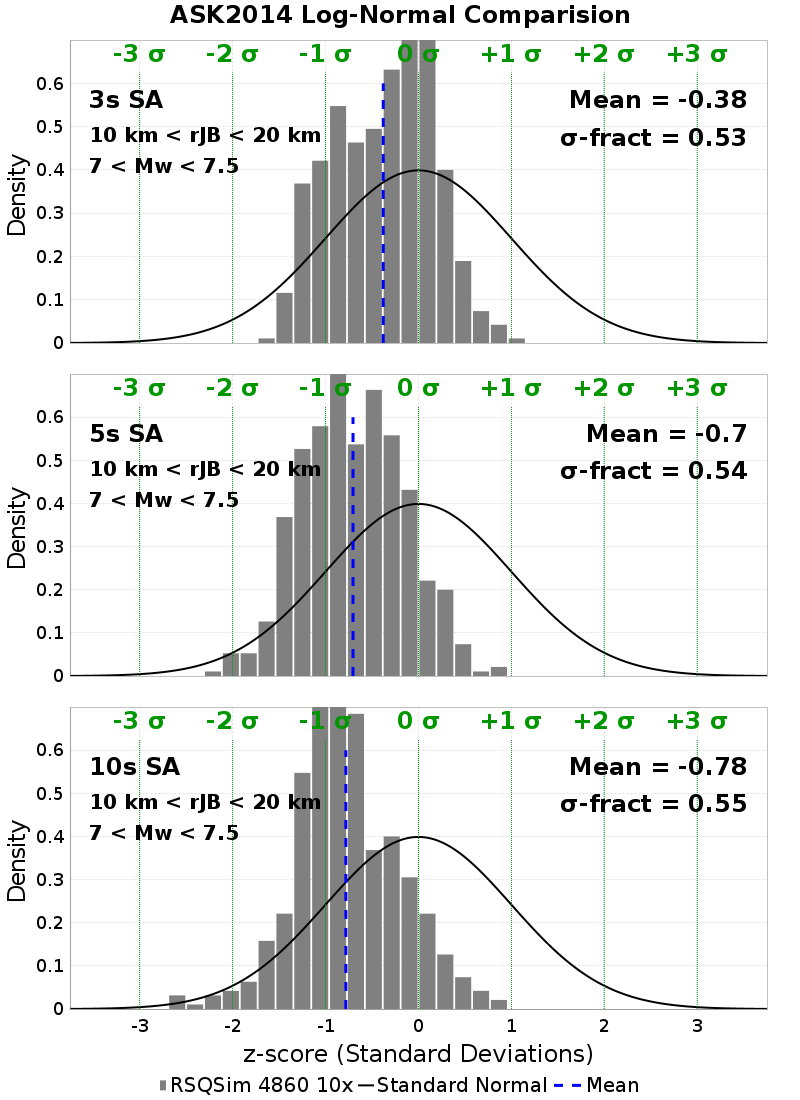 ASK2014 Log-Normal Comparision
-3 σ -2 σ -1 σ 0 σ +1 σ +2 σ +3 σ
0.6
3s SA
Mean = -0.38
0.5
10 km < rJB < 20 km
σ-fract = 0.53
7 < Mw < 7.5
0.4
0.3
0.2
0.1
0
Density
-3 σ -2 σ -1 σ 0 σ +1 σ +2 σ +3 σ
0.6
5s SA
Mean = -0.7
0.5
10 km < rJB < 20 km
σ-fract = 0.54
7 < Mw < 7.5
0.4
0.3
0.2
0.1
0
Density
-3 σ -2 σ -1 σ 0 σ +1 σ +2 σ +3 σ
0.6
10s SA
Mean = -0.78
0.5
10 km < rJB < 20 km
σ-fract = 0.55
7 < Mw < 7.5
0.4
0.3
0.2
0.1
0
Density
-3 -2 -1 0 1 2 3
z-score (Standard Deviations)
RSQSim 4860 10x Standard Normal Mean